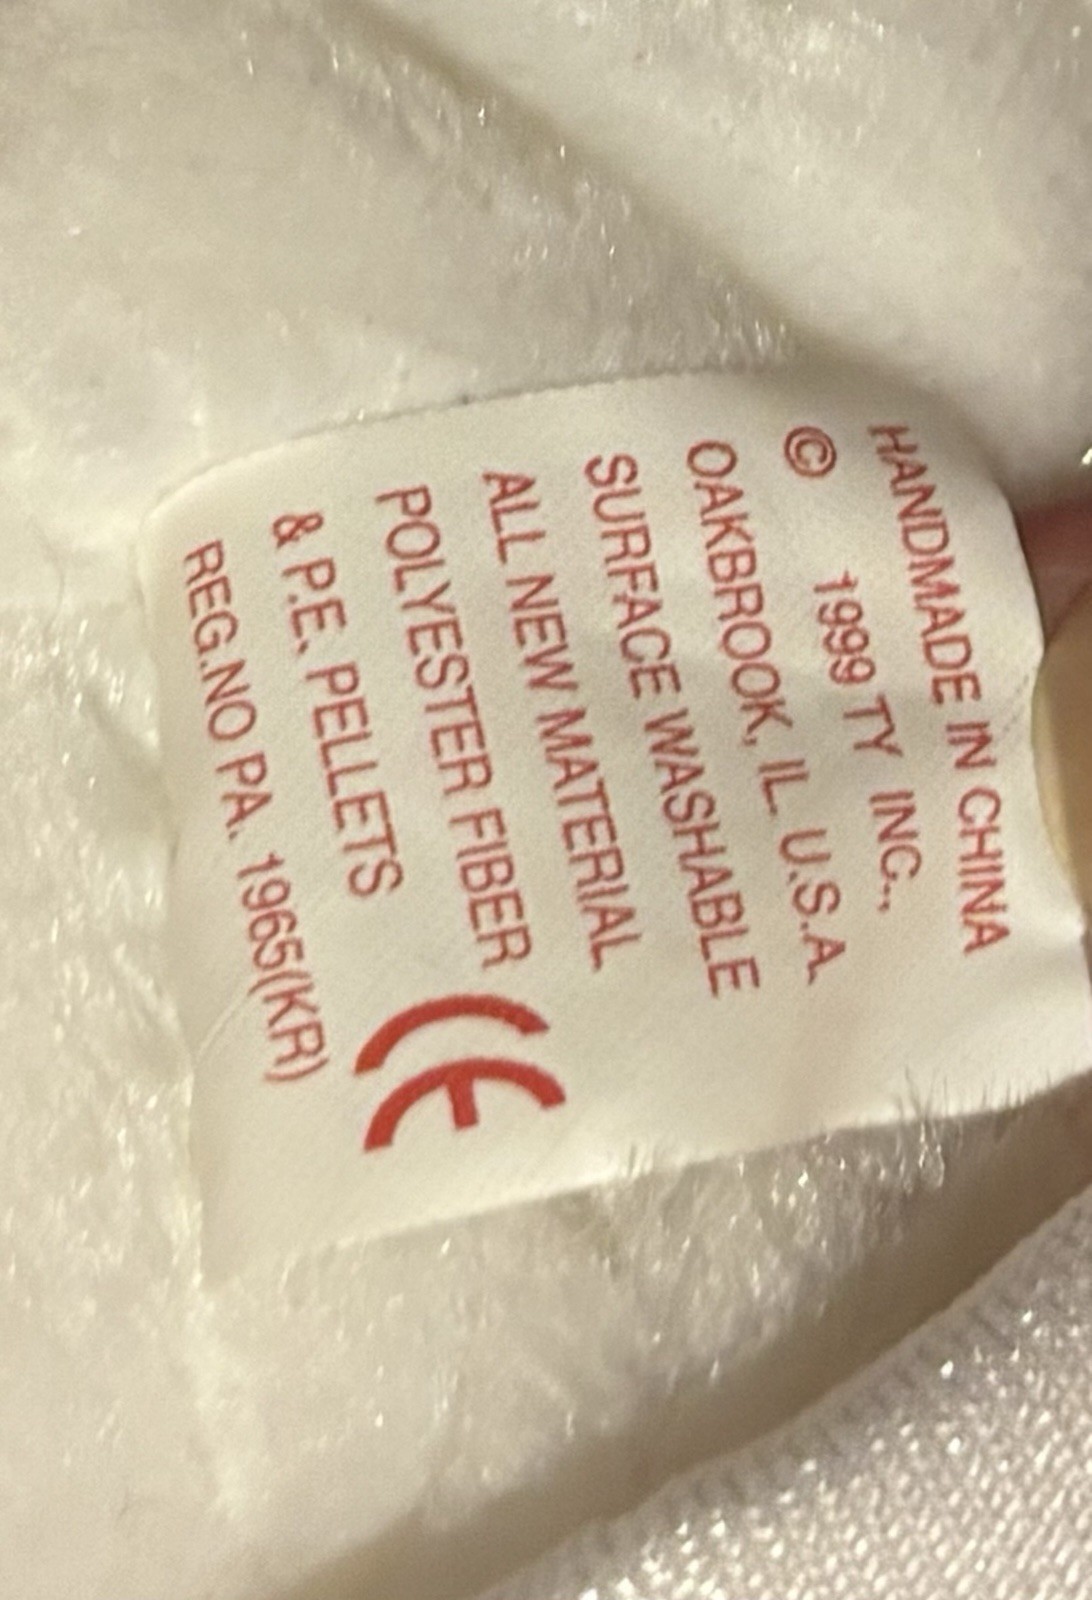 HANDMADE IN CHINA
© 1999 TY INC.,
OAKBROOK, IL. U.S.A.
SURFACE WASHABLE
ALL NEW MATERIAL
POLYESTER FIBER
& P.E. PELLETS
REG.NO PA. 1965(KR)
CE